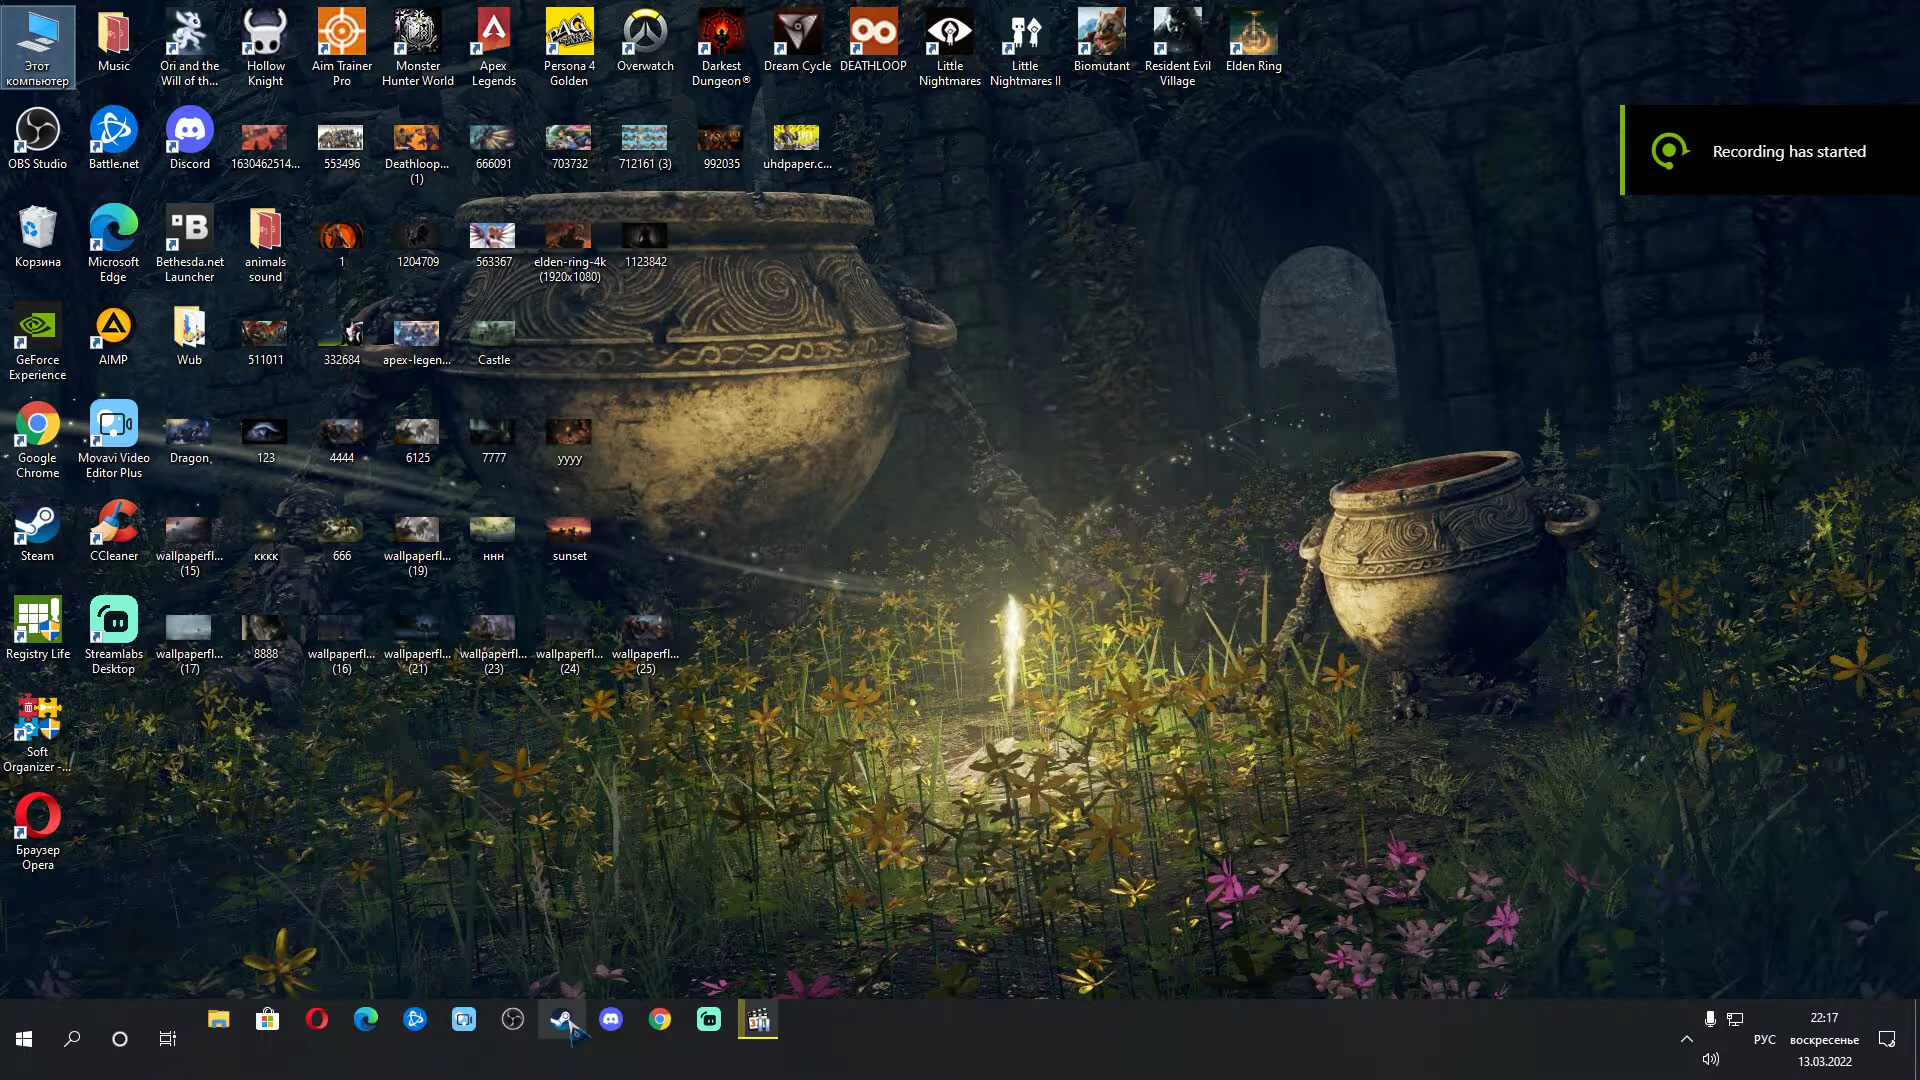 Этот
компьютер
Music
Ori and the
Will of th...
Hollow
Knight
Aim Trainer
Pro
Monster
Hunter World
Apex
Legends
Persona 4
Golden
Overwatch
Darkest
Dungeon®
Dream Cycle
DEATHLOOP
Little
Nightmares
Little
Nightmares II
Biomutant
Resident Evil
Village
Elden Ring
Recording has started
OBS Studio
Battle.net
Discord
1630462514...
553496
Deathloop...
(1)
666091
703732
712161 (3)
992035
uhdpaper.c...
Корзина
Microsoft
Edge
Bethesda.net
Launcher
animals
sound
1
1204709
563367
elden-ring-4k
(1920x1080)
1123842
GeForce
Experience
AIMP
Wub
511011
332684
apex-legen...
Castle
Google
Chrome
Movavi Video
Editor Plus
Dragon
123
4444
6125
7777
yyyy
Steam
CCleaner
wallpaperfl...
(15)
кккк
666
wallpaperfl...
(19)
ннн
sunset
Registry Life
Streamlabs
Desktop
wallpaperfl...
(17)
8888
wallpaperfl...
(16)
wallpaperfl...
(21)
wallpaperfl...
(23)
wallpaperfl...
(24)
wallpaperfl...
(25)
Soft
Organizer -...
Браузер
Opera
22:17
РУС
воскресенье
13.03.2022